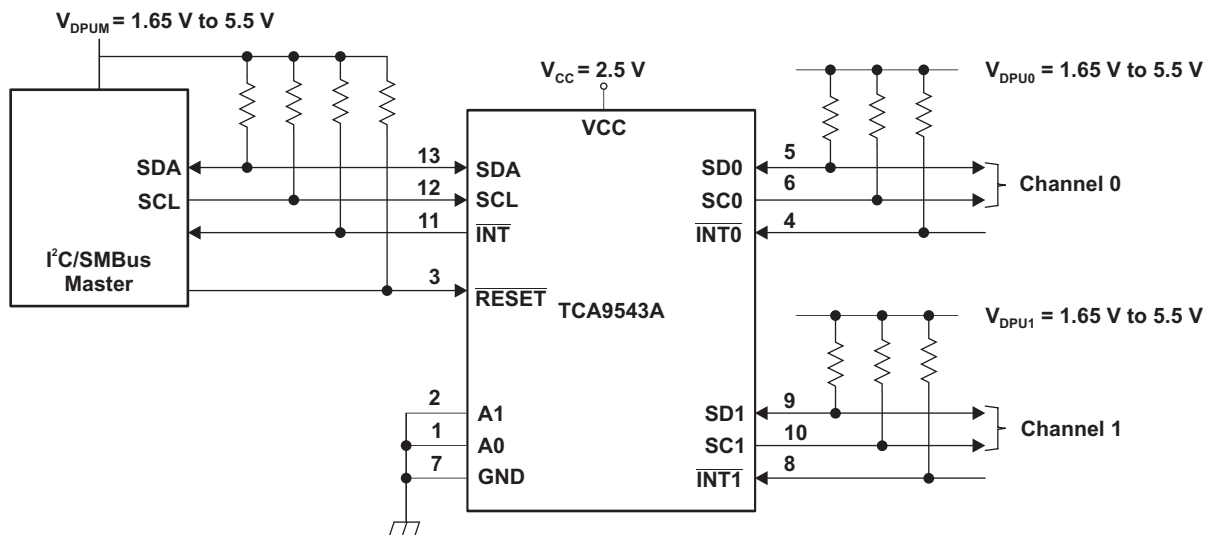 V_DPUM = 1.65 V to 5.5 V
I²C/SMBus
Master
SDA
SCL
13
12
11
3
2
1
7
V_CC = 2.5 V
VCC
SDA
SCL
INT
RESET
TCA9543A
A1
A0
GND
SD0
SC0
INT0
SD1
SC1
INT1
5
6
4
9
10
8
V_DPU0 = 1.65 V to 5.5 V
Channel 0
V_DPU1 = 1.65 V to 5.5 V
Channel 1